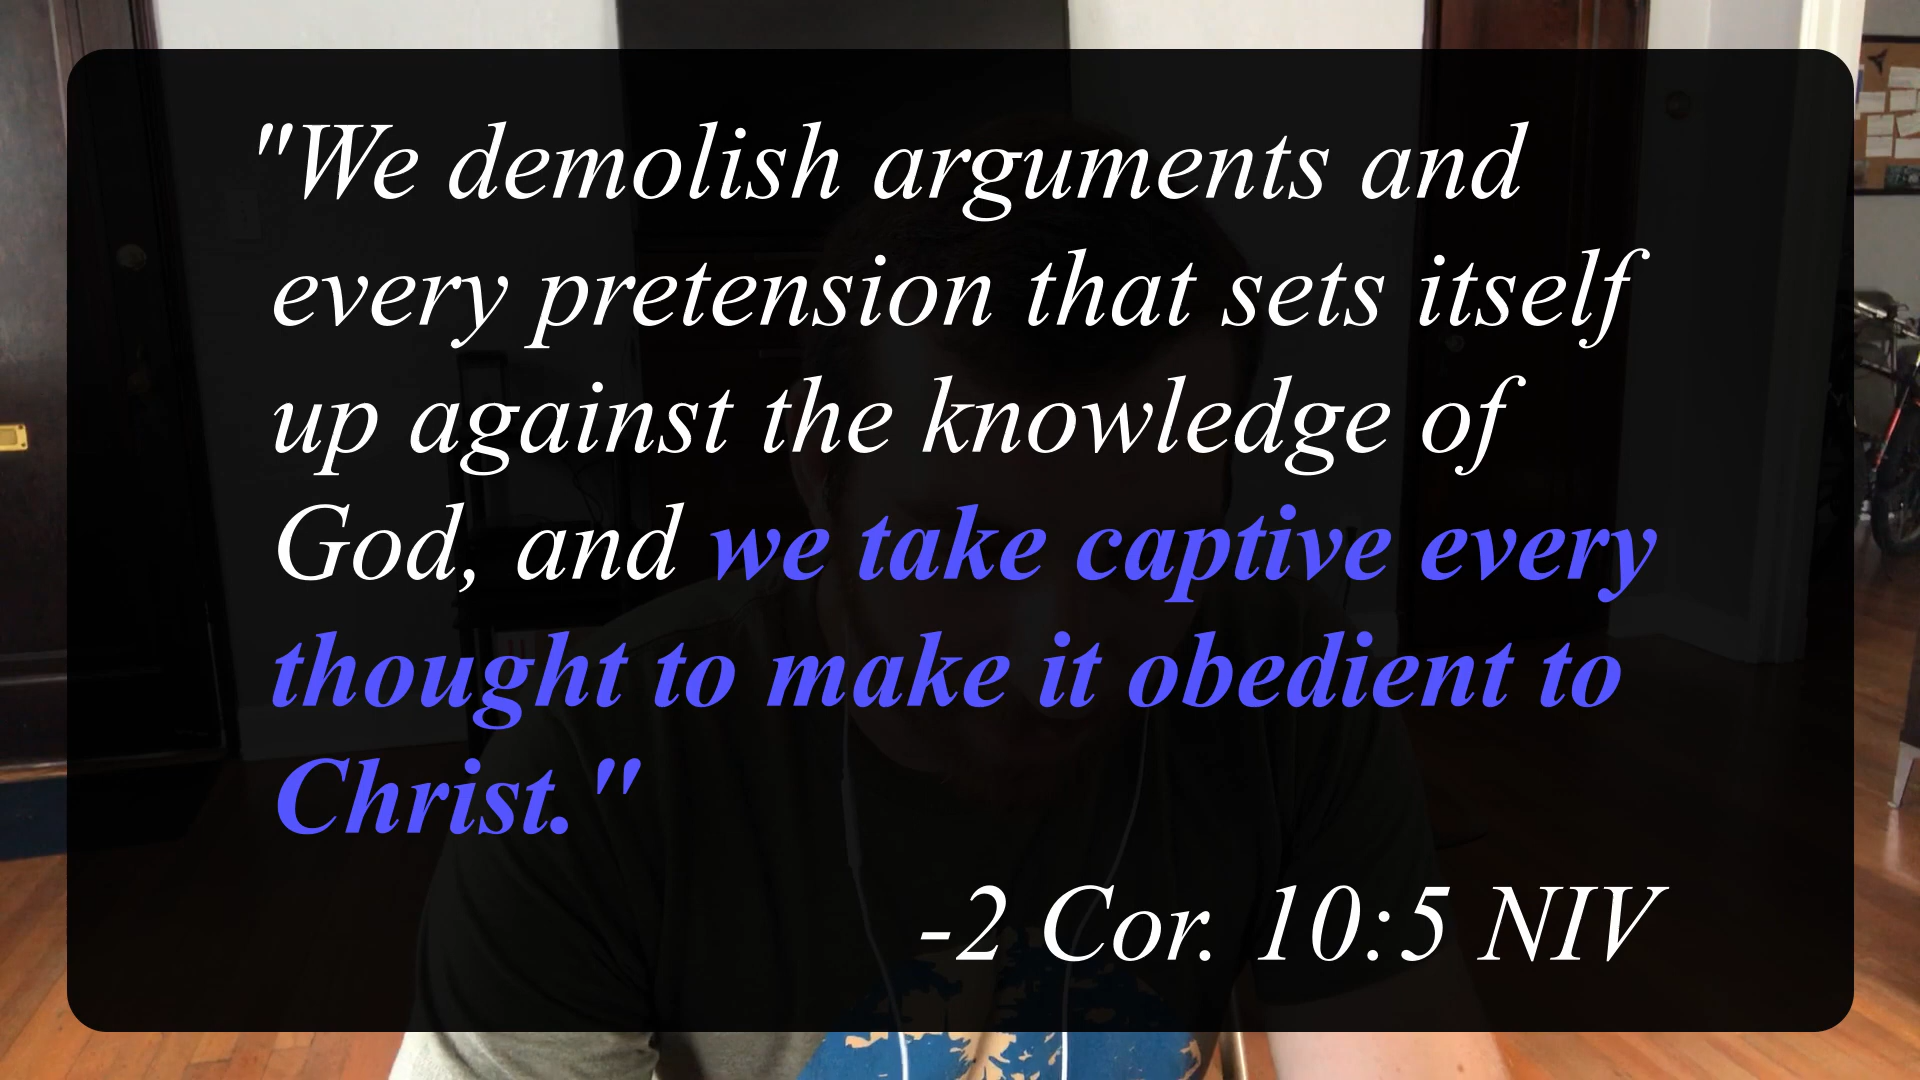 "We demolish arguments and
every pretension that sets itself
up against the knowledge of
God, and we take captive every
thought to make it obedient to
Christ."
-2 Cor. 10:5 NIV